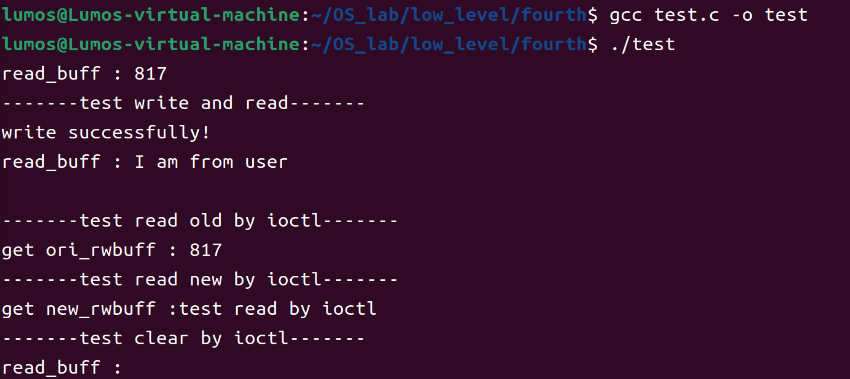 lumos@Lumos-virtual-machine:~/OS_lab/low_level/fourth$ gcc test.c -o test
lumos@Lumos-virtual-machine:~/OS_lab/low_level/fourth$ ./test
read_buff : 817
-------test write and read-------
write successfully!
read_buff : I am from user

-------test read old by ioctl-------
get ori_rwbuff : 817
-------test read new by ioctl-------
get new_rwbuff :test read by ioctl
-------test clear by ioctl-------
read_buff :